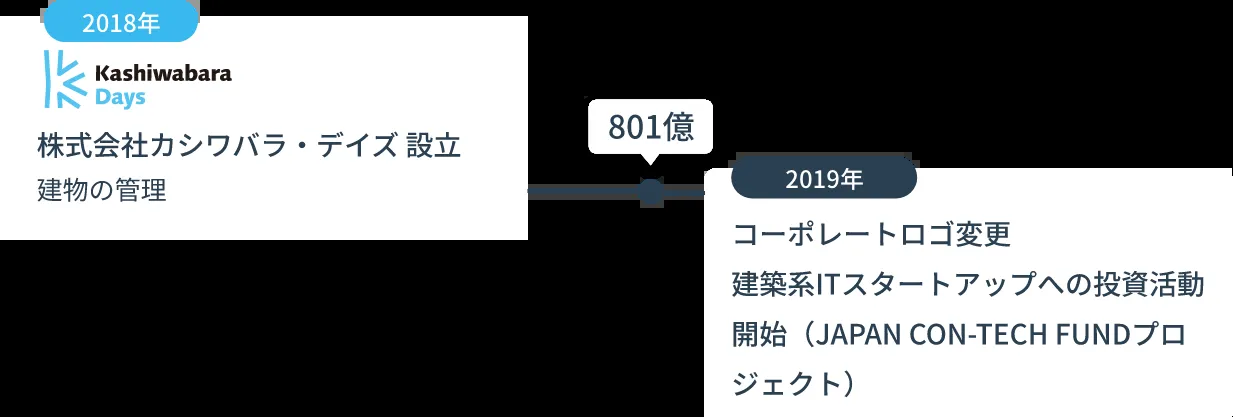 2018年
Kashiwabara
Days
株式会社カシワバラ・デイズ 設立
建物の管理
801億
2019年
コーポレートロゴ変更
建築系ITスタートアップへの投資活動
開始（JAPAN CON-TECH FUNDプロ
ジェクト）